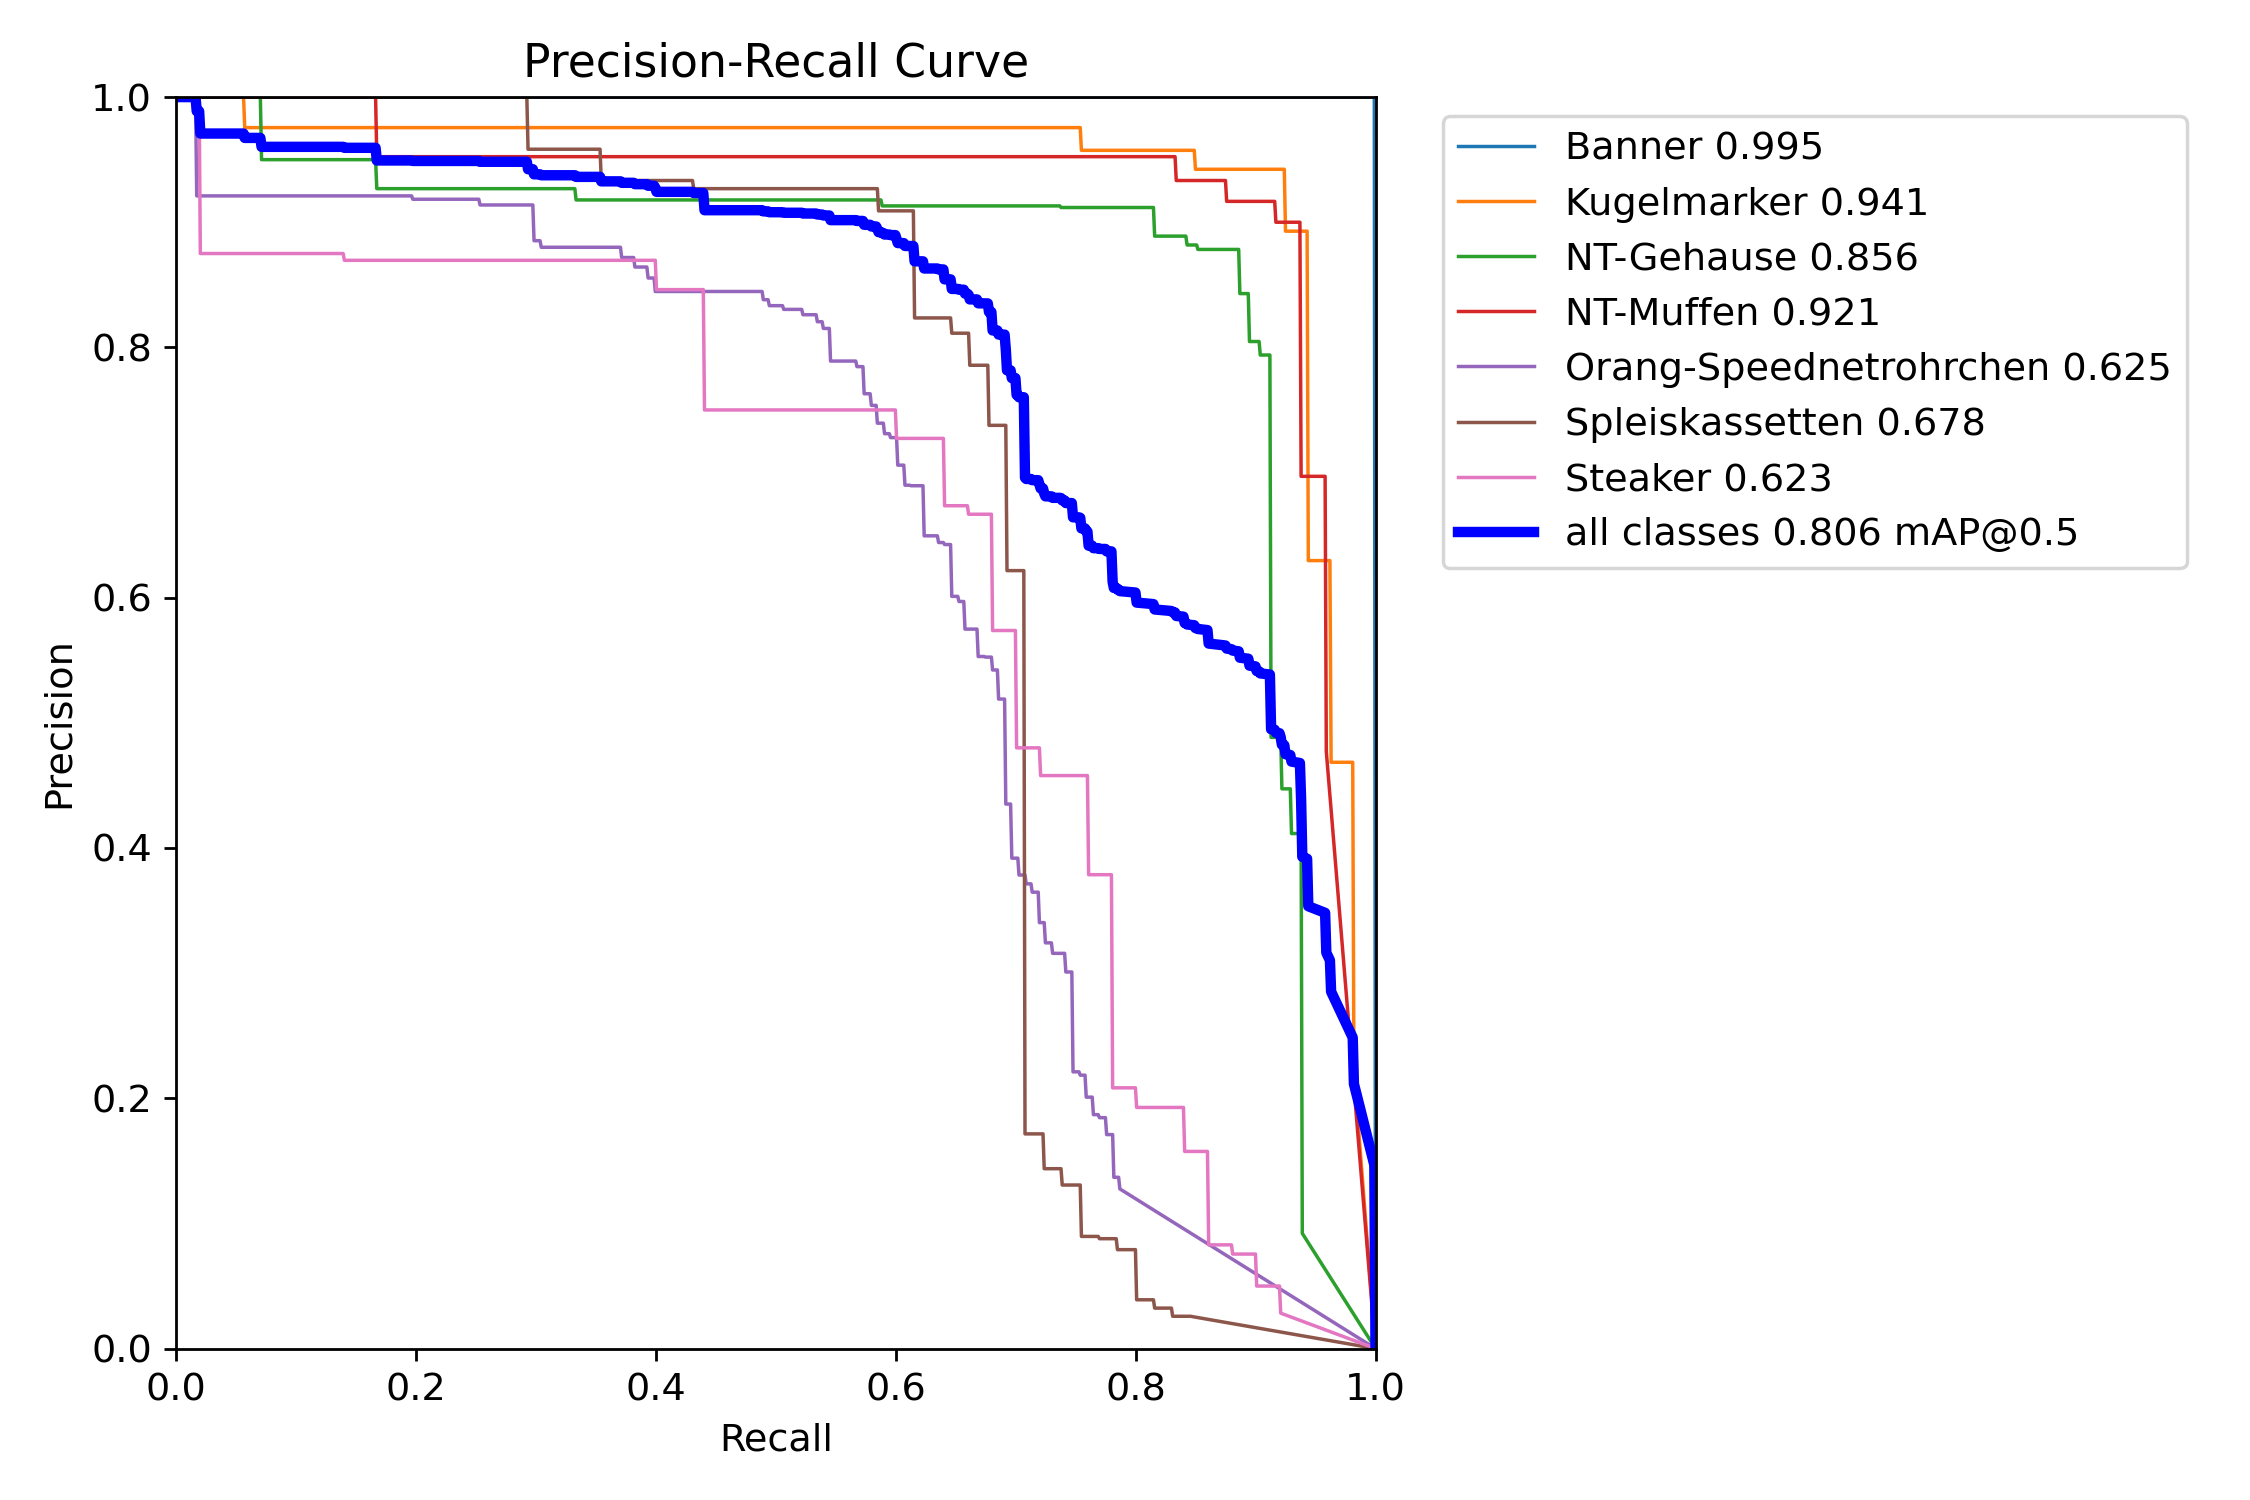 Precision-Recall Curve
1.0
0.8
0.6
0.4
0.2
0.0
Precision
0.0 0.2 0.4 0.6 0.8 1.0
Recall
Banner 0.995
Kugelmarker 0.941
NT-Gehause 0.856
NT-Muffen 0.921
Orang-Speednetrohrchen 0.625
Spleiskassetten 0.678
Steaker 0.623
all classes 0.806 mAP@0.5